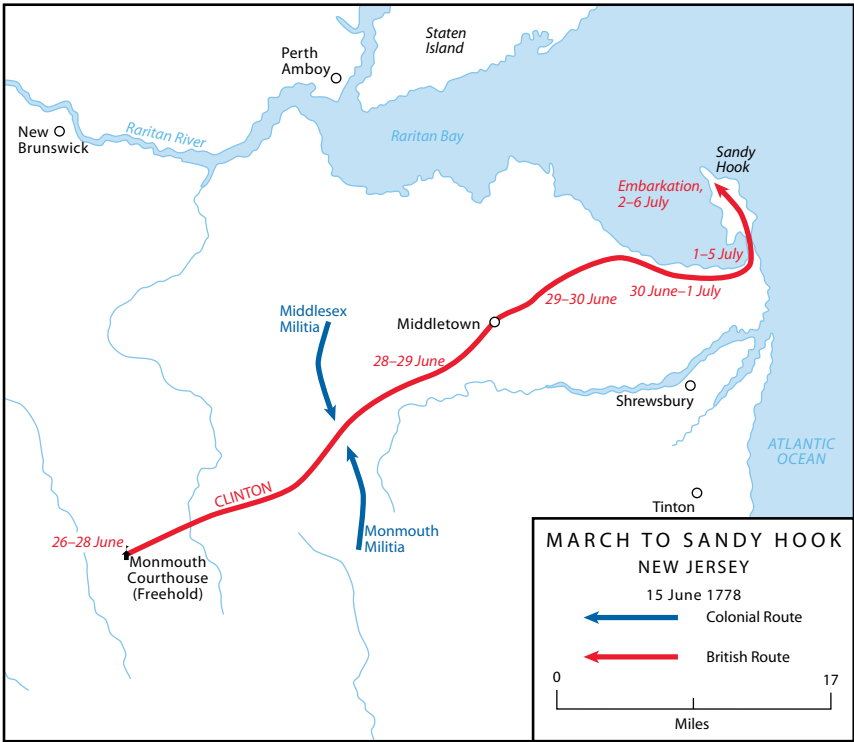 Staten
Island
Perth
Amboy
New
Brunswick
Raritan River
Raritan Bay
Sandy
Hook
Embarkation,
2–6 July
1–5 July
30 June–1 July
29–30 June
Middlesex
Militia
Middletown
28–29 June
Shrewsbury
ATLANTIC
OCEAN
CLINTON
Tinton
26–28 June
Monmouth
Courthouse
(Freehold)
Monmouth
Militia
MARCH TO SANDY HOOK
NEW JERSEY
15 June 1778
Colonial Route
British Route
0 17
Miles